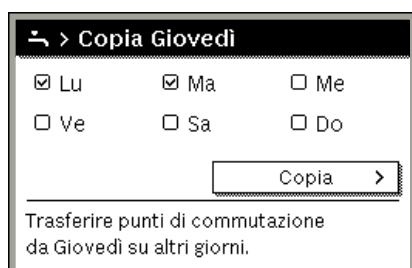 > Copia Giovedì
Lu Ma Me
Ve Sa Do
Copia >
Trasferire punti di commutazione
da Giovedì su altri giorni.